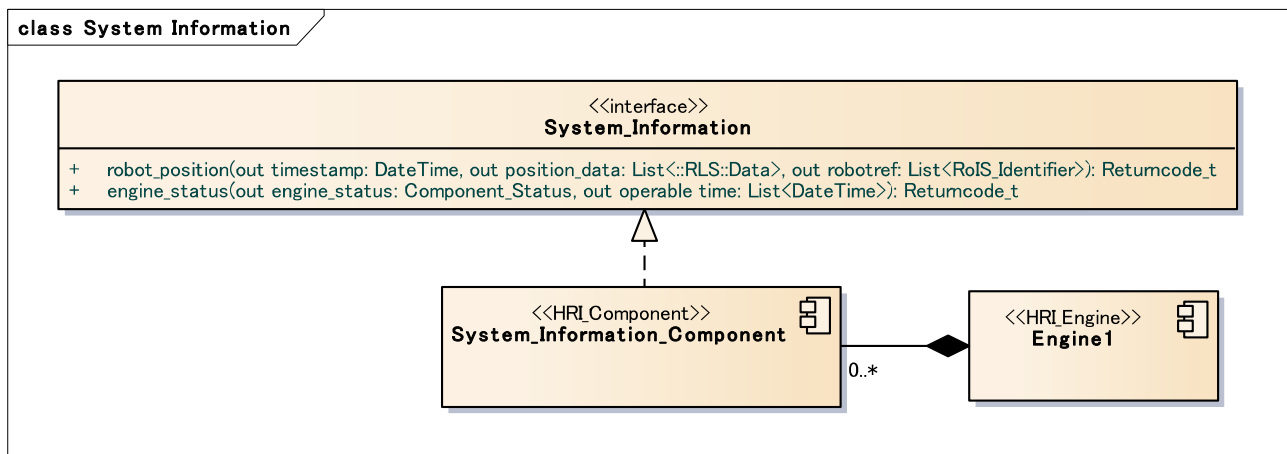 class System Information
<<interface>>
System_Information
+ robot_position(out timestamp: DateTime, out position_data: List<::RLS::Data>, out robotref: List<RoIS_Identifier>): Returncode_t
+ engine_status(out engine_status: Component_Status, out operable time: List<DateTime>): Returncode_t
<<HRI_Component>>
System_Information_Component
<<HRI_Engine>>
Engine1
0..*